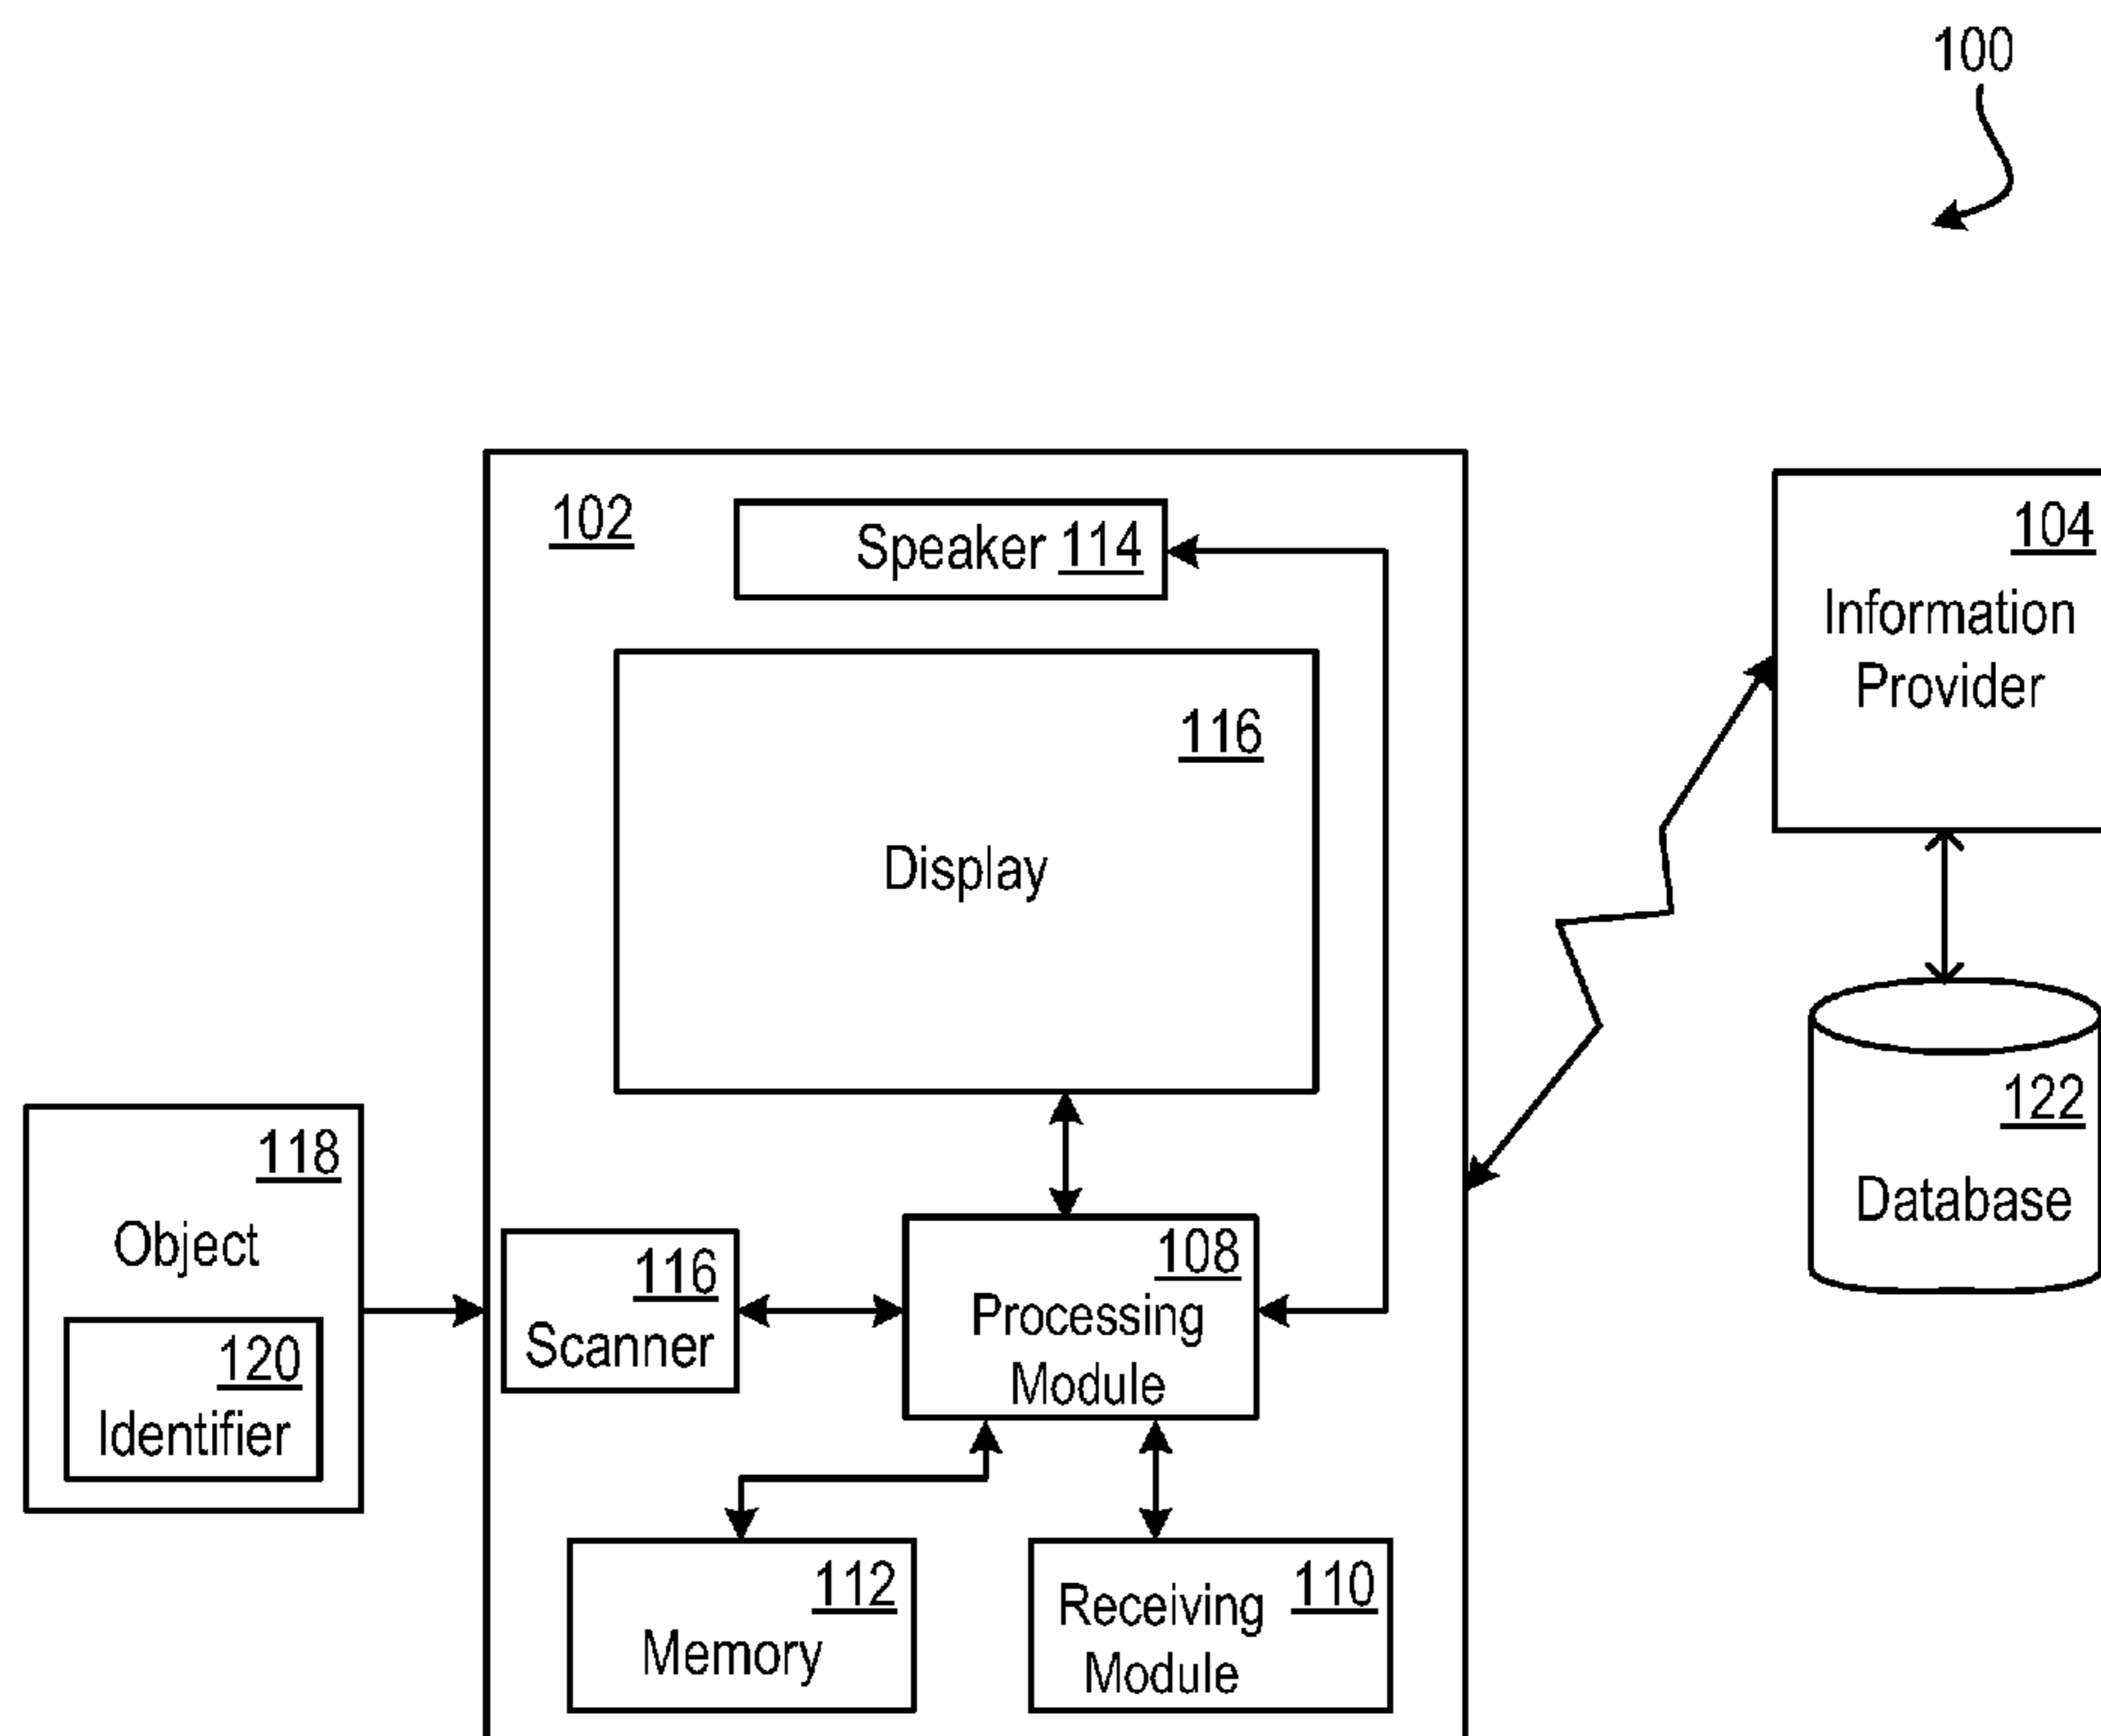 100
102
Speaker 114
104
Information
Provider
116
Display
122
Database
118
Object
120
Identifier
116
Scanner
108
Processing
Module
112
Memory
Receiving 110
Module